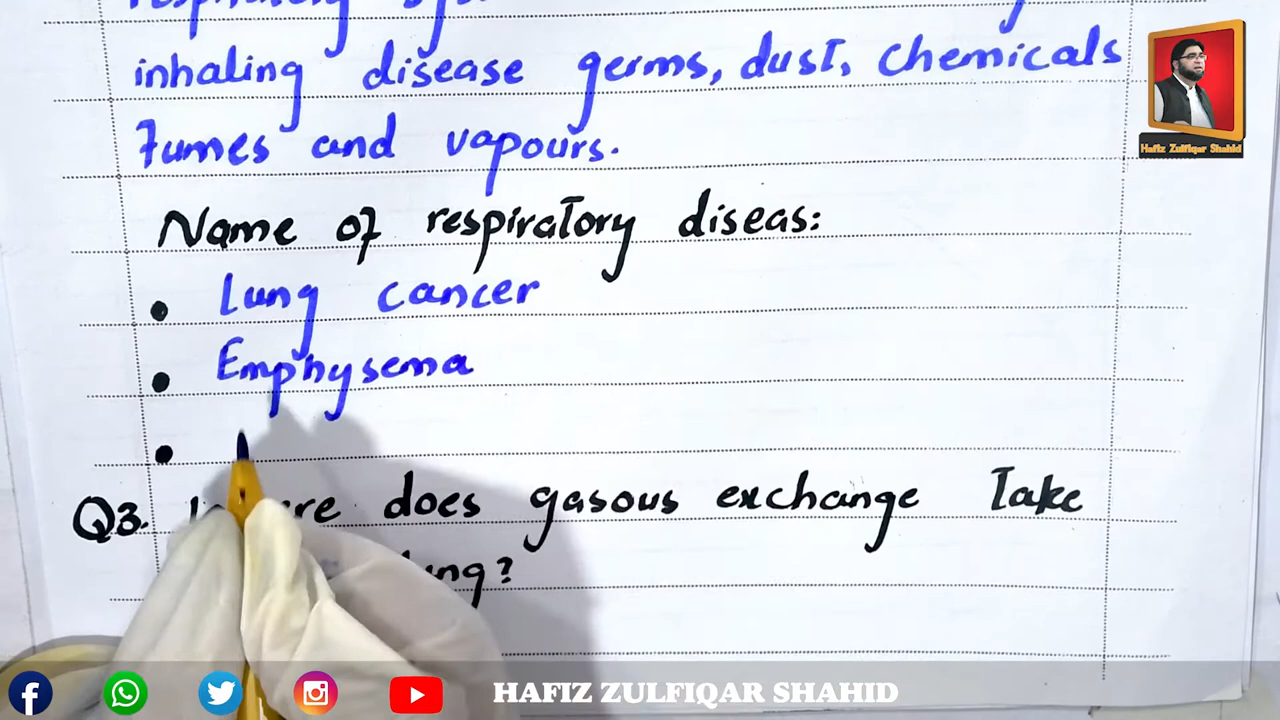 inhaling disease germs, dust, chemicals
fumes and vapours.
Name of respiratory diseas:
• Lung cancer
• Emphysema
•
Q3. does gasous exchange Take
?
Hafiz Zulfiqar Shahid
HAFIZ ZULFIQAR SHAHID